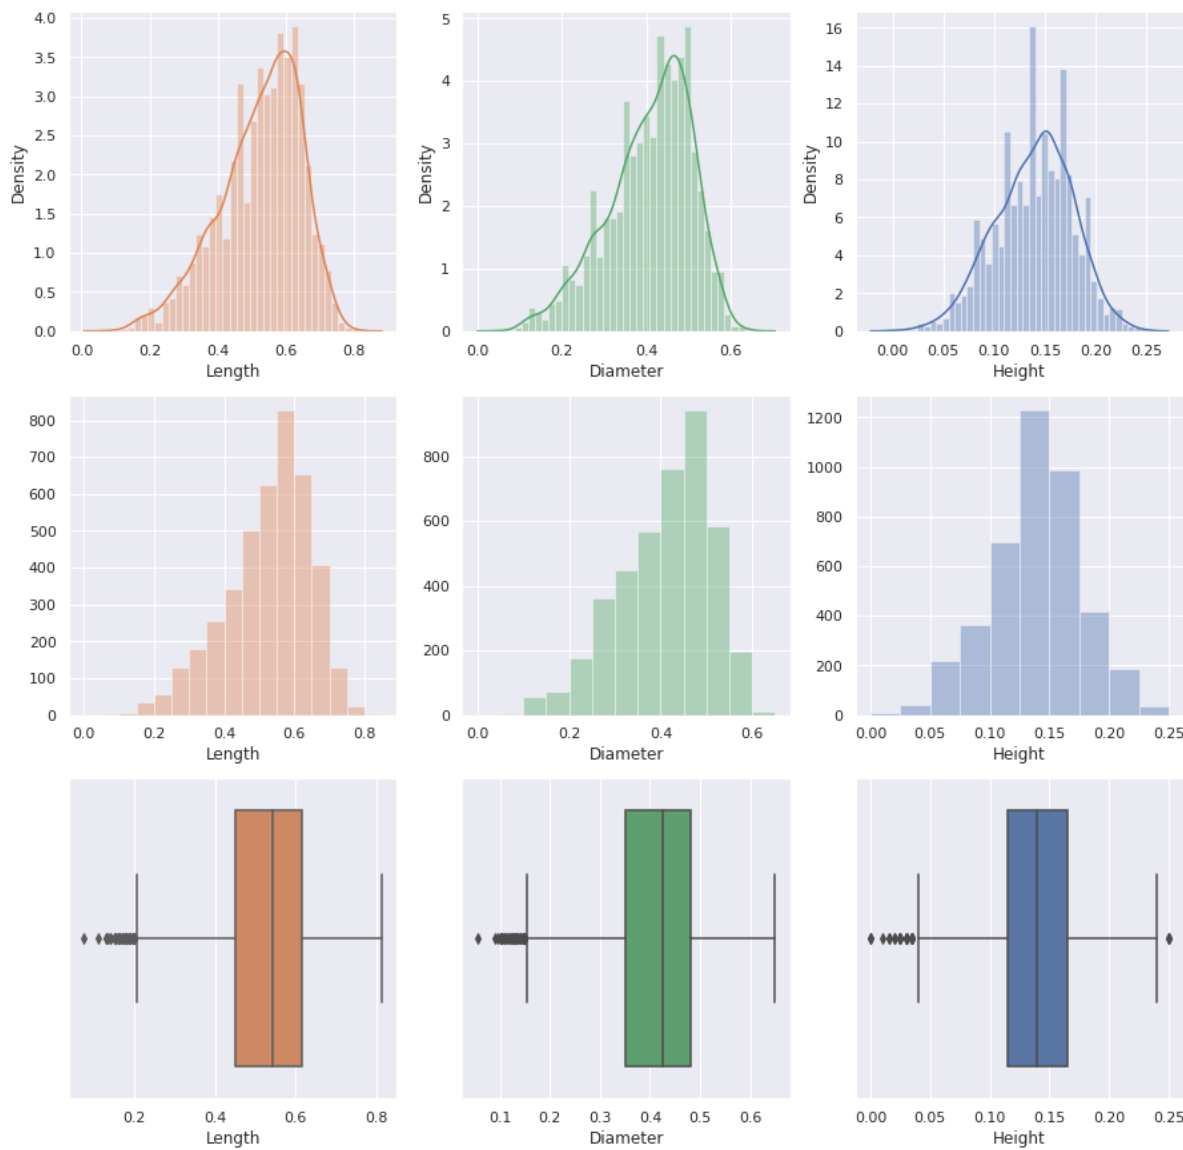 4.0
3.5
3.0
2.5
2.0
1.5
1.0
0.5
0.0
Density
0.0 0.2 0.4 0.6 0.8
Length
5
4
3
2
1
0
Density
0.0 0.2 0.4 0.6
Diameter
16
14
12
10
8
6
4
2
0
Density
0.00 0.05 0.10 0.15 0.20 0.25
Height
800
700
600
500
400
300
200
100
0
0.0 0.2 0.4 0.6 0.8
Length
800
600
400
200
0
0.0 0.2 0.4 0.6
Diameter
1200
1000
800
600
400
200
0
0.00 0.05 0.10 0.15 0.20 0.25
Height
0.2 0.4 0.6 0.8
Length
0.1 0.2 0.3 0.4 0.5 0.6
Diameter
0.00 0.05 0.10 0.15 0.20 0.25
Height